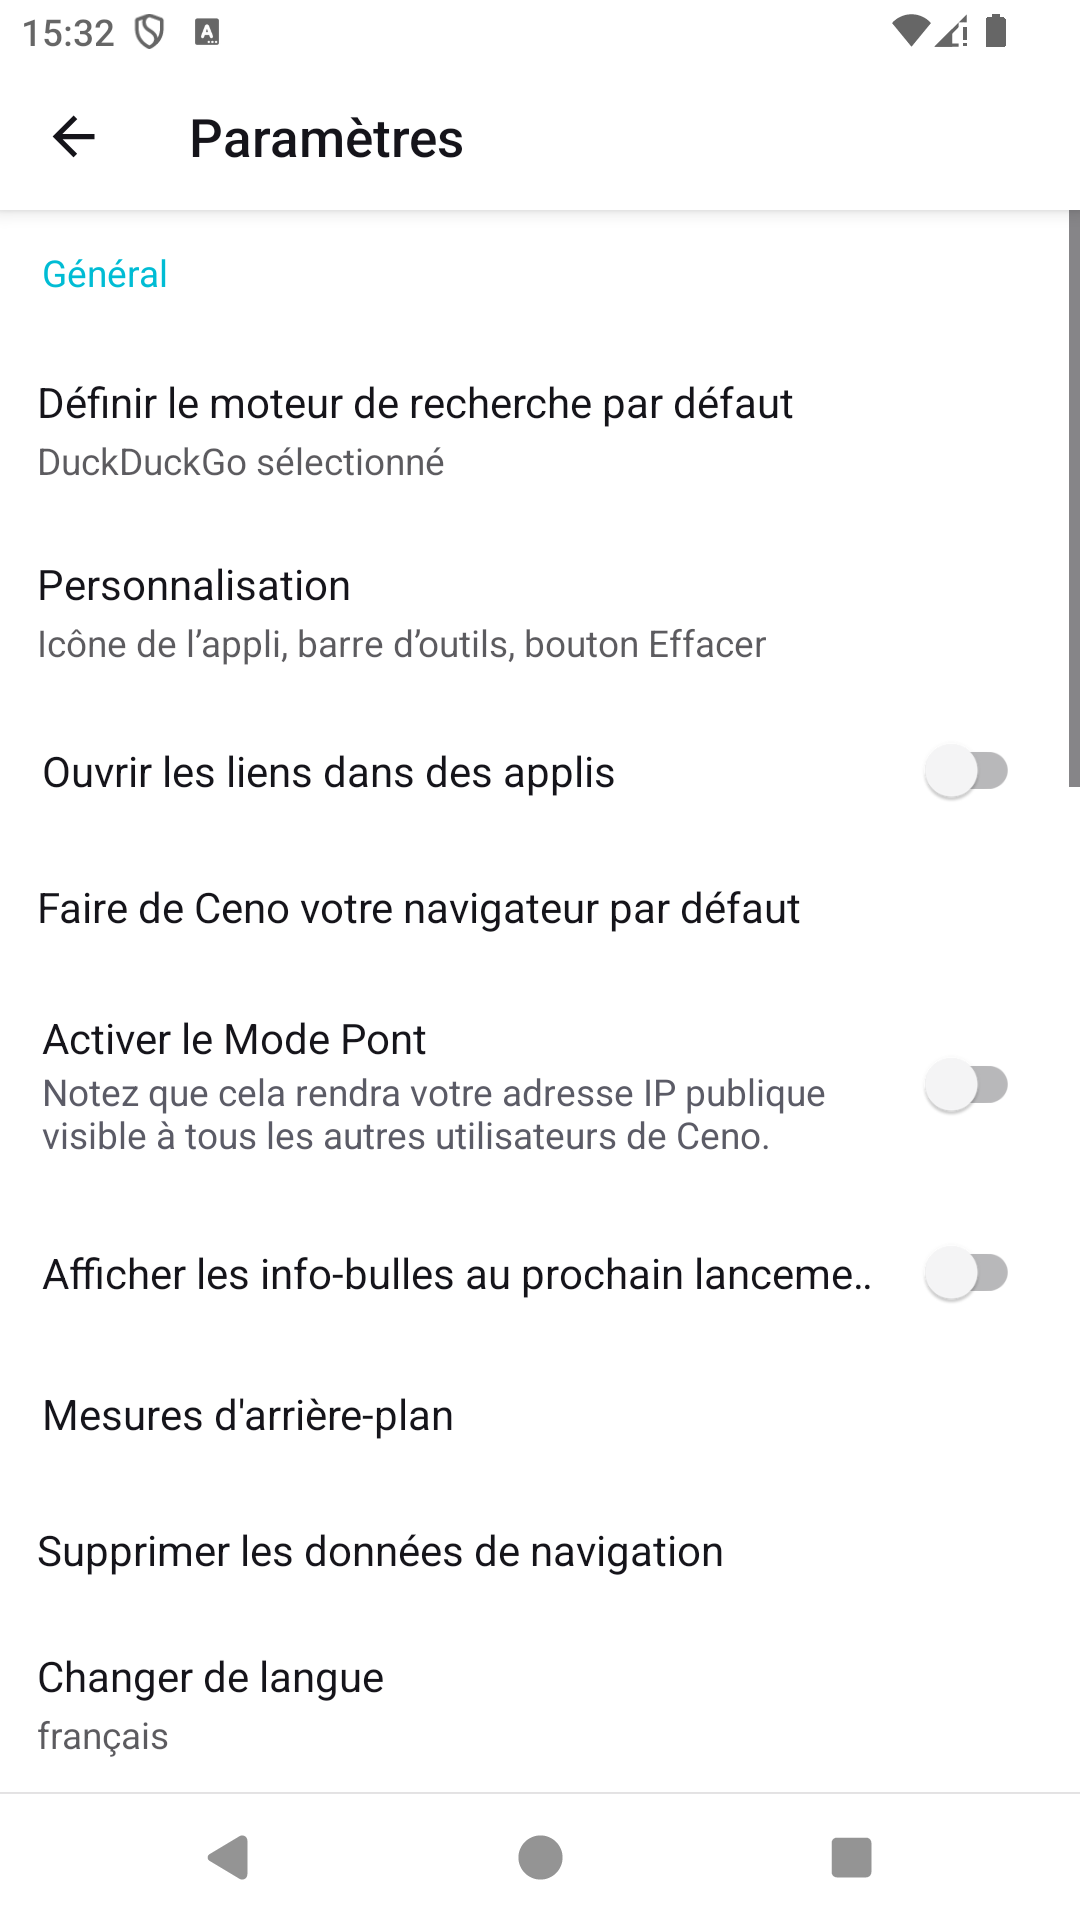 15:32
Paramètres
Général
Définir le moteur de recherche par défaut
DuckDuckGo sélectionné
Personnalisation
Icône de l’appli, barre d’outils, bouton Effacer
Ouvrir les liens dans des applis
Faire de Ceno votre navigateur par défaut
Activer le Mode Pont
Notez que cela rendra votre adresse IP publique
visible à tous les autres utilisateurs de Ceno.
Afficher les info-bulles au prochain lanceme..
Mesures d'arrière-plan
Supprimer les données de navigation
Changer de langue
français